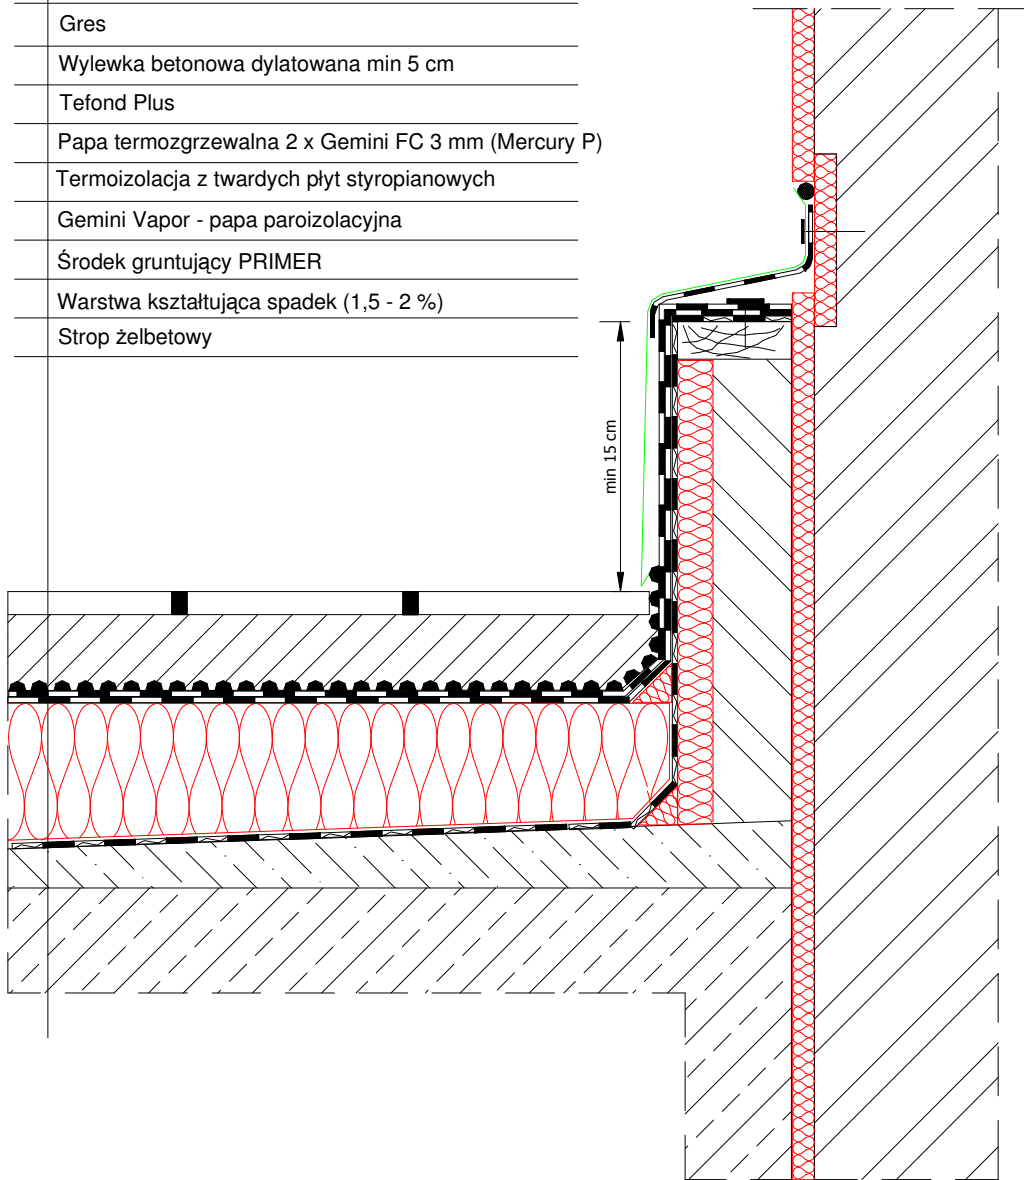 Gres
Wylewka betonowa dylatowana min 5 cm
Tefond Plus
Papa termozgrzewalna 2 x Gemini FC 3 mm (Mercury P)
Termoizolacja z twardych płyt styropianowych
Gemini Vapor - papa paroizolacyjna
Środek gruntujący PRIMER
Warstwa kształtująca spadek (1,5 - 2 %)
Strop żelbetowy
min 15 cm